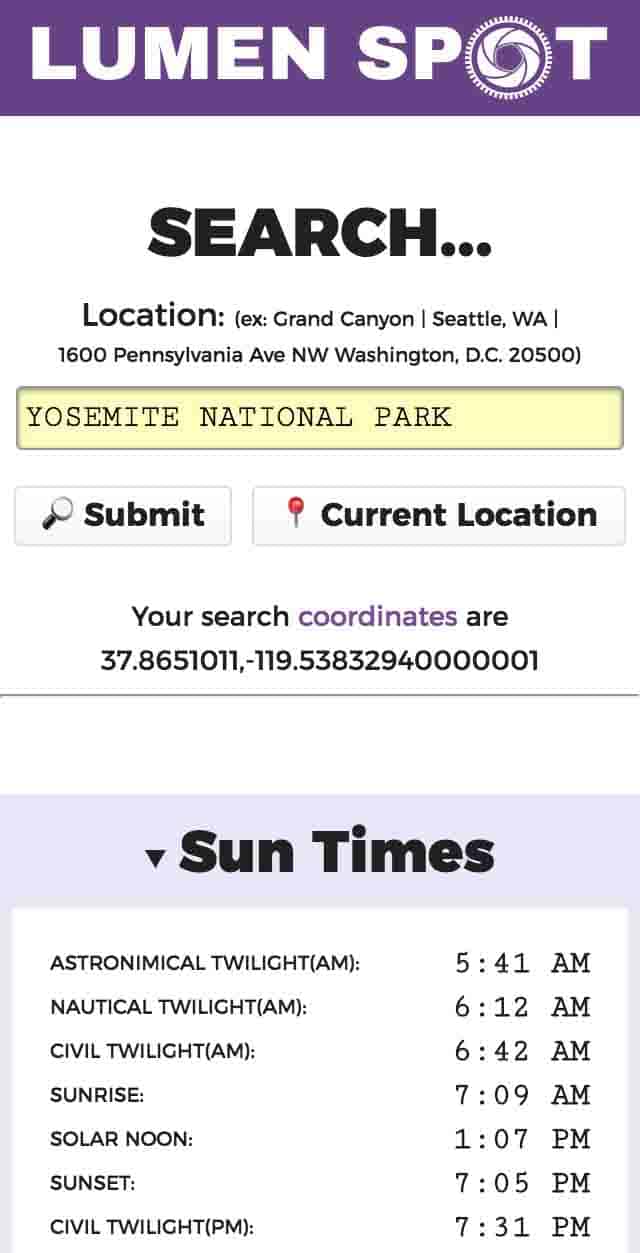 LUMEN SPOT
SEARCH...
Location: (ex: Grand Canyon | Seattle, WA |
1600 Pennsylvania Ave NW Washington, D.C. 20500)
YOSEMITE NATIONAL PARK
Submit
Current Location
Your search coordinates are
37.8651011,-119.53832940000001
▼ Sun Times
ASTRONIMICAL TWILIGHT(AM): 5:41 AM
NAUTICAL TWILIGHT(AM): 6:12 AM
CIVIL TWILIGHT(AM): 6:42 AM
SUNRISE: 7:09 AM
SOLAR NOON: 1:07 PM
SUNSET: 7:05 PM
CIVIL TWILIGHT(PM): 7:31 PM